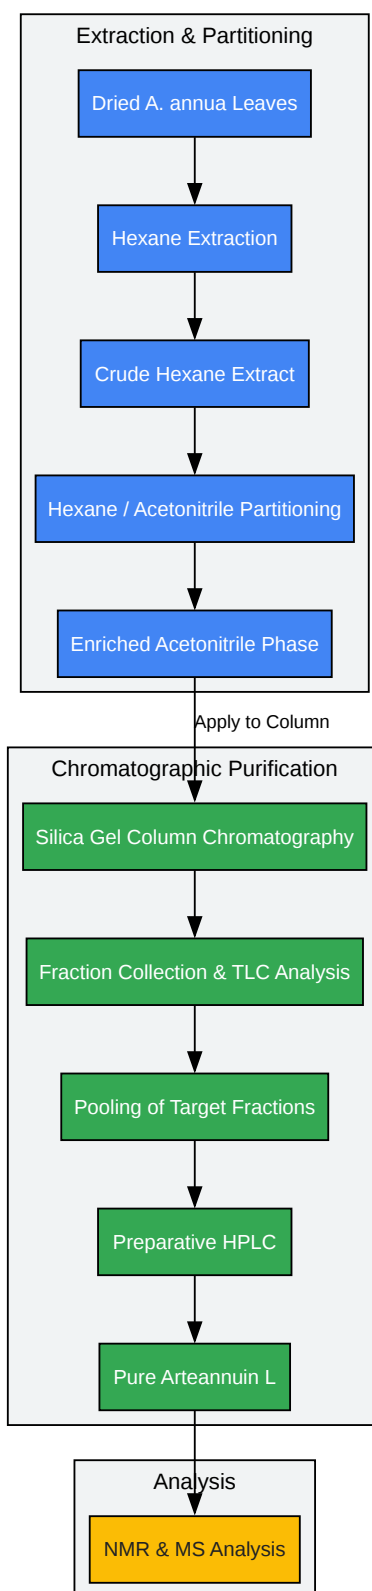 Extraction & Partitioning
Dried A. annua Leaves
Hexane Extraction
Crude Hexane Extract
Hexane / Acetonitrile Partitioning
Enriched Acetonitrile Phase
Apply to Column
Chromatographic Purification
Silica Gel Column Chromatography
Fraction Collection & TLC Analysis
Pooling of Target Fractions
Preparative HPLC
Pure Arteannuin L
Analysis
NMR & MS Analysis